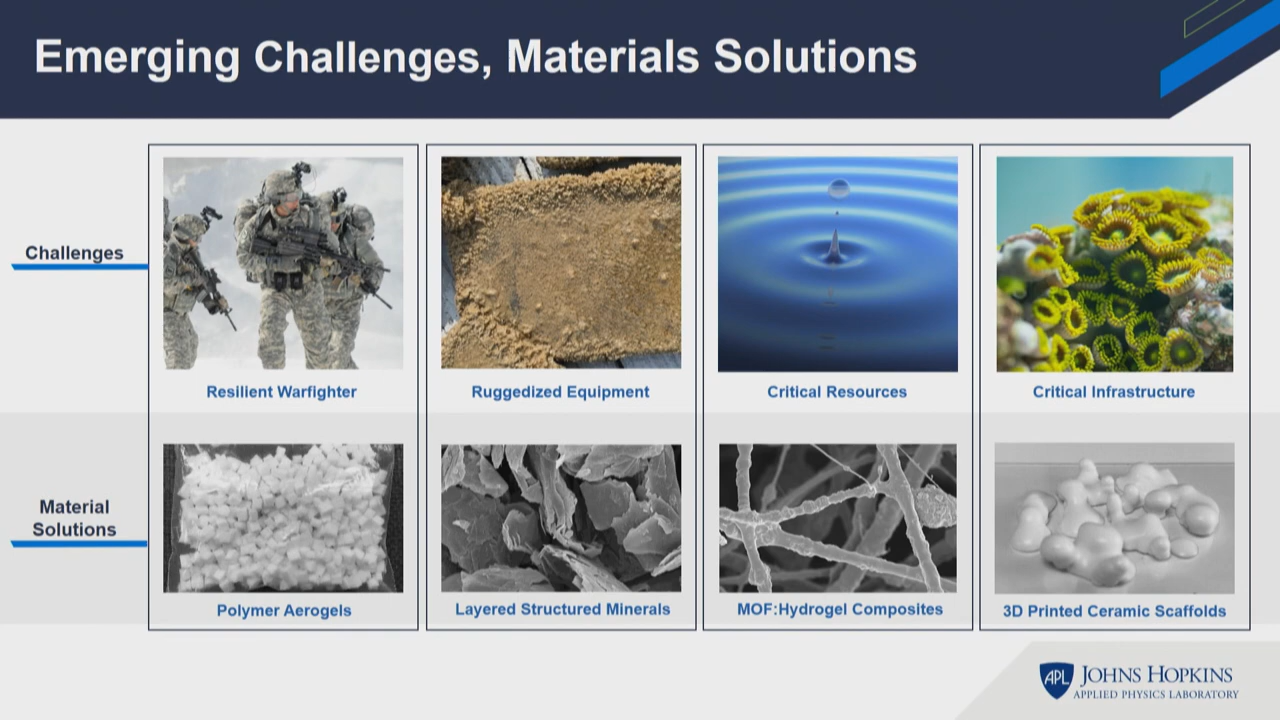 Emerging Challenges, Materials Solutions
Challenges
Resilient Warfighter
Ruggedized Equipment
Critical Resources
Critical Infrastructure
Material
Solutions
Polymer Aerogels
Layered Structured Minerals
MOF:Hydrogel Composites
3D Printed Ceramic Scaffolds
APL
JOHNS HOPKINS
APPLIED PHYSICS LABORATORY